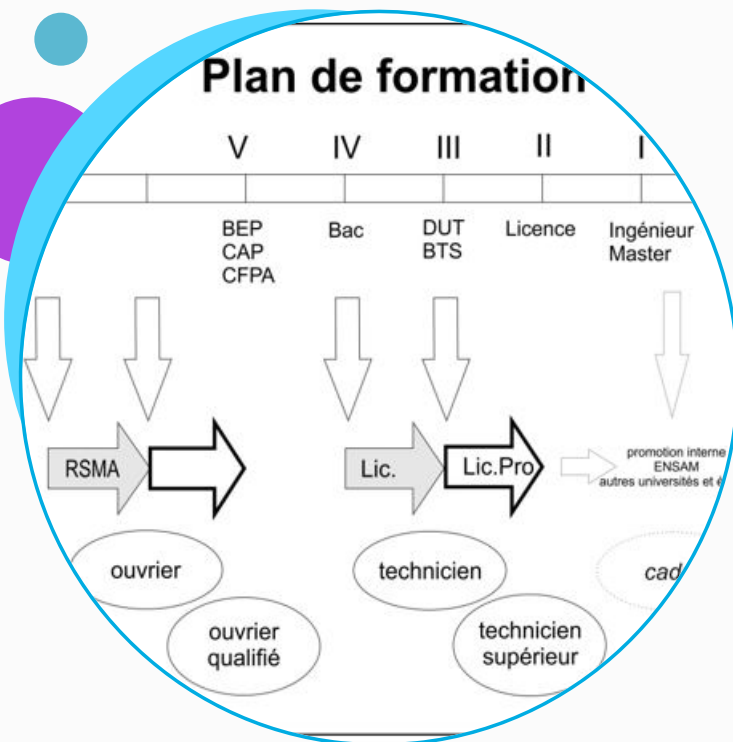 Plan de formation
V IV III II I
BEP Bac DUT Licence Ingénieur
CAP BTS Master
CFPA
RSMA Lic. Lic.Pro
promotion interne
ENSAM
autres universités et
ouvrier technicien
ouvrier
qualifié
technicien
supérieur